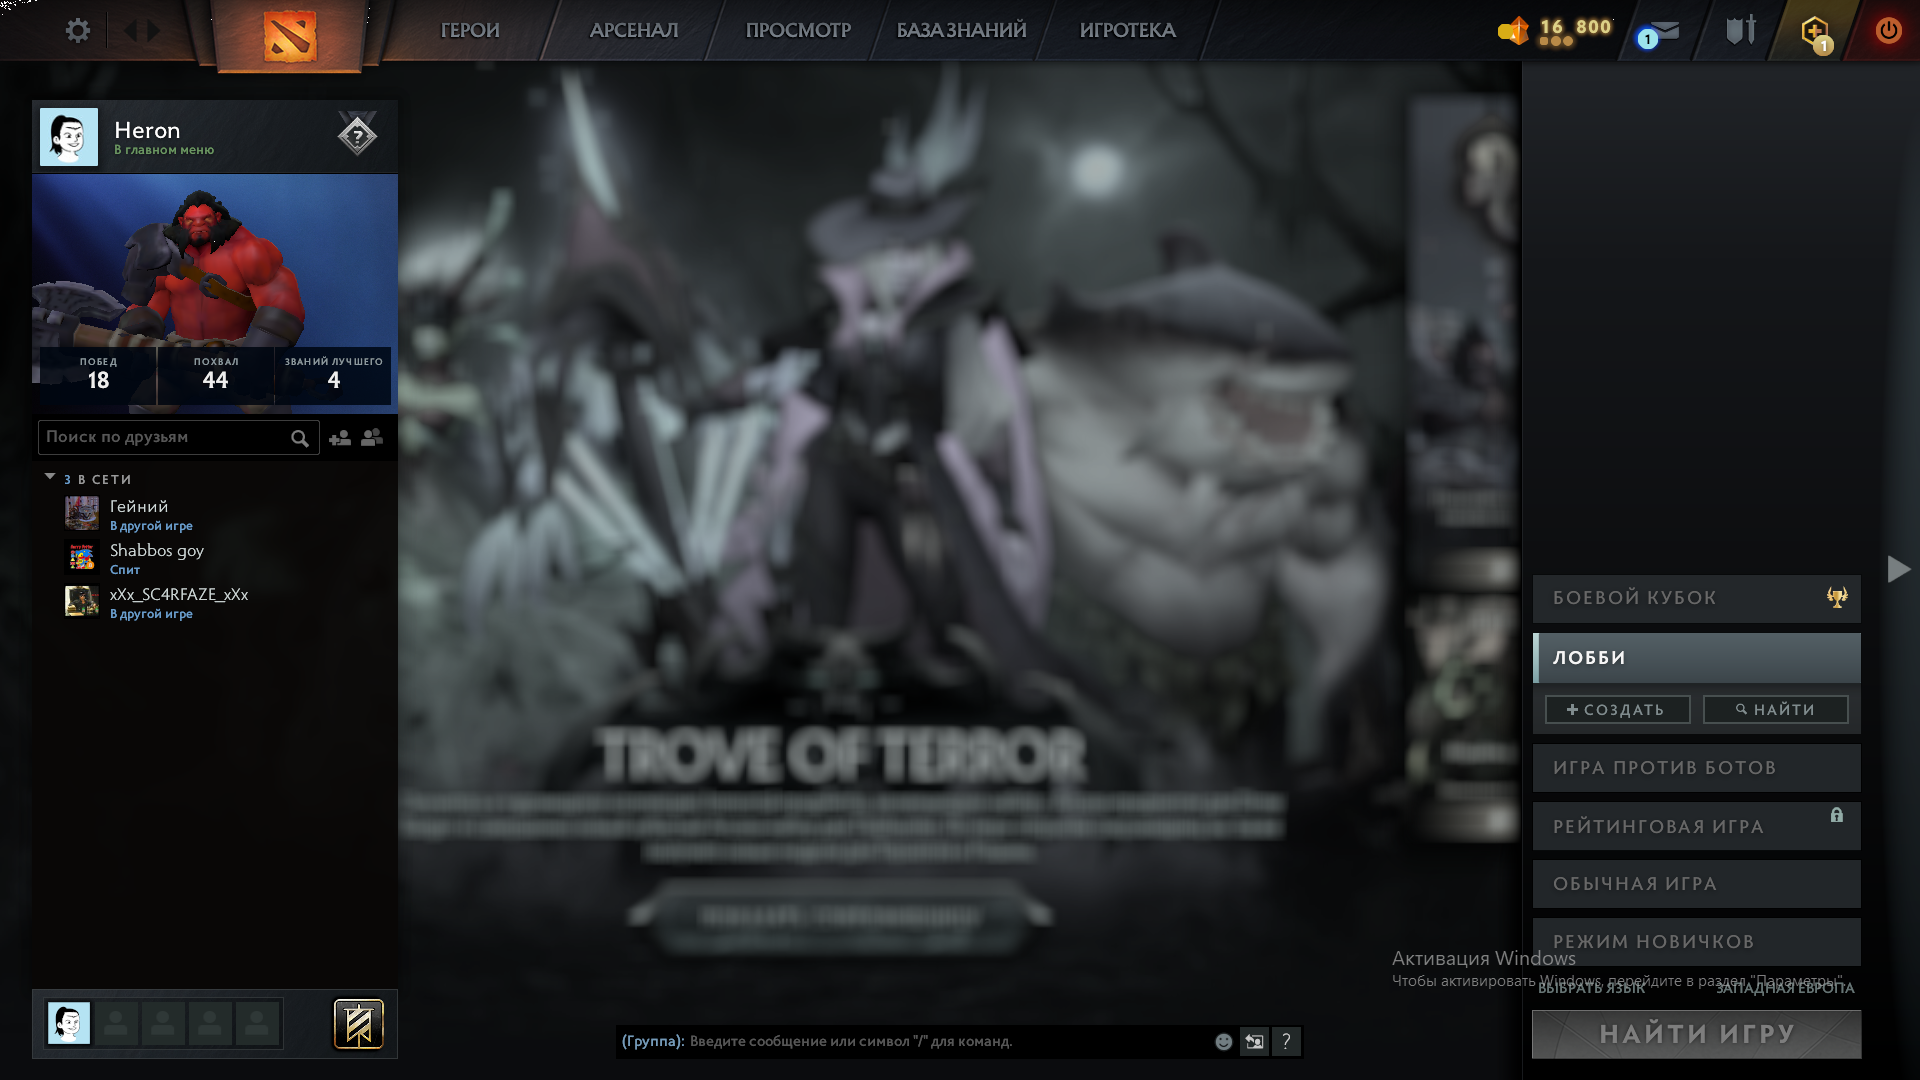 ГЕРОИ
АРСЕНАЛ
ПРОСМОТР
БАЗА ЗНАНИЙ
ИГРОТЕКА
16 800
1
1
Heron
В главном меню
?
ПОБЕД
18
ПОХВАЛ
44
ЗВАНИЙ ЛУЧШЕГО
4
Поиск по друзьям
3 В СЕТИ
Гейний
В другой игре
Shabbos goy
Спит
xXx_SC4RFAZE_xXx
В другой игре
TROVE OF TERROR
БОЕВОЙ КУБОК
ЛОББИ
СОЗДАТЬ
НАЙТИ
ИГРА ПРОТИВ БОТОВ
РЕЙТИНГОВАЯ ИГРА
ОБЫЧНАЯ ИГРА
РЕЖИМ НОВИЧКОВ
Активация Windows
Чтобы активировать Windows, перейдите в раздел "Параметры".
ВЫБРАТЬ ЯЗЫК
ЗАПАДНАЯ ЕВРОПА
НАЙТИ ИГРУ
(Группа): Введите сообщение или символ "/" для команд.
?